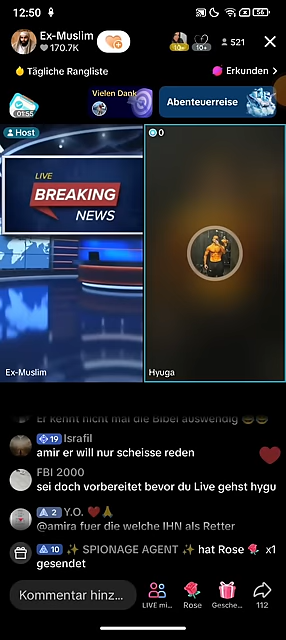 12:50
56
Ex-Muslim
170.7K
10+
10+
521
Tägliche Rangliste
Erkunden >
01:55
Vielen Dank
Abenteuerreise
Host
0
LIVE
BREAKING
NEWS
Ex-Muslim
Hyuga
Er kennt nicht mal die Bibel auswendig 😂😂
19 Israfil
amir er will nur scheisse reden
FBI 2000
sei doch vorbereitet bevor du Live gehst hygu
2 Y.O. ❤️🙏
@amira fuer die welche IHN als Retter
10 ✨ SPIONAGE AGENT ✨ hat Rose 🌹 x1
gesendet
Kommentar hinz...
LIVE mi...
Rose
Gesche...
112